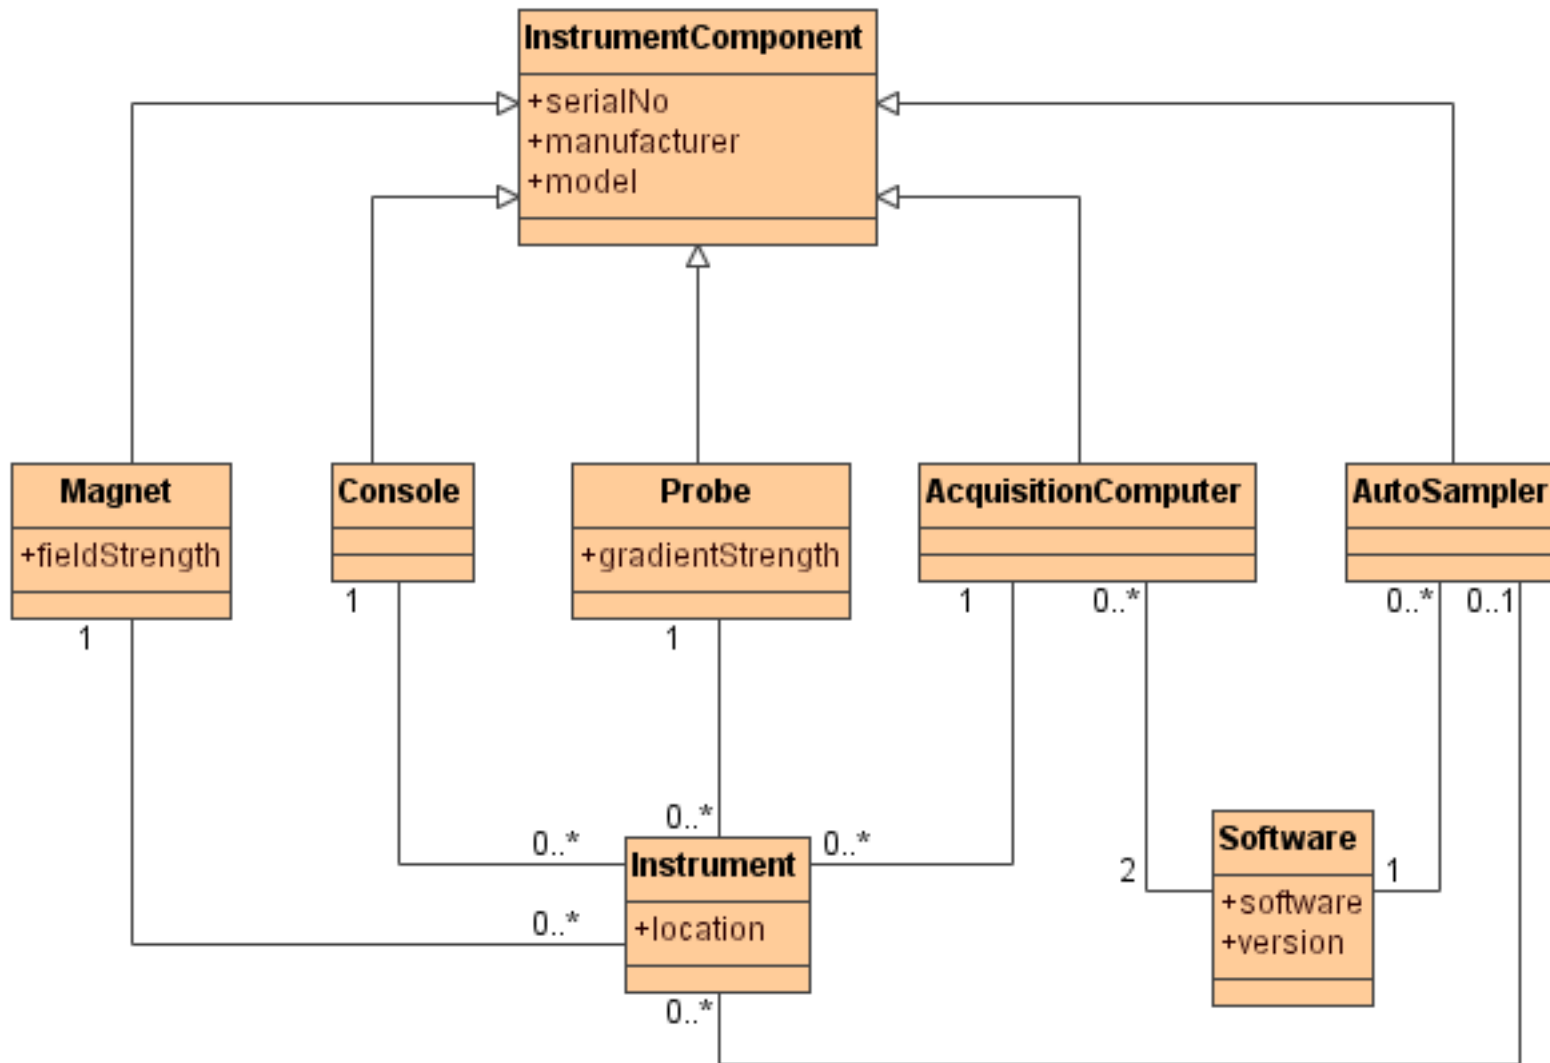 InstrumentComponent
+serialNo
+manufacturer
+model
Magnet
+fieldStrength
Console
Probe
+gradientStrength
AcquisitionComputer
AutoSampler
1
1
1
1
0..*
0..*
0..1
0..*
0..*
0..*
0..*
Instrument
+location
0..*
2
1
Software
+software
+version